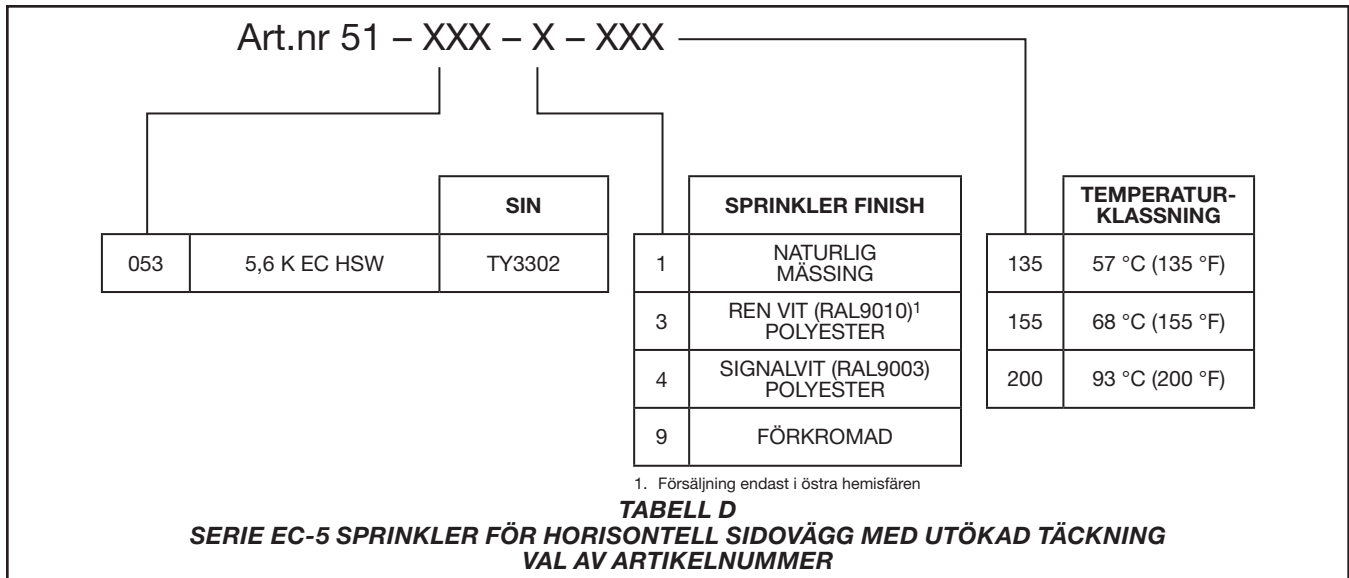 Art.nr 51 – XXX – X – XXX
SIN
053 5,6 K EC HSW TY3302
SPRINKLER FINISH
1 NATURLIG
MÄSSING
3 REN VIT (RAL9010)1
POLYESTER
4 SIGNALVIT (RAL9003)
POLYESTER
9 FÖRKROMAD
TEMPERATUR-
KLASSNING
135 57 °C (135 °F)
155 68 °C (155 °F)
200 93 °C (200 °F)
1. Försäljning endast i östra hemisfären
TABELL D
SERIE EC-5 SPRINKLER FÖR HORISONTELL SIDOVÄGG MED UTÖKAD TÄCKNING
VAL AV ARTIKELNUMMER